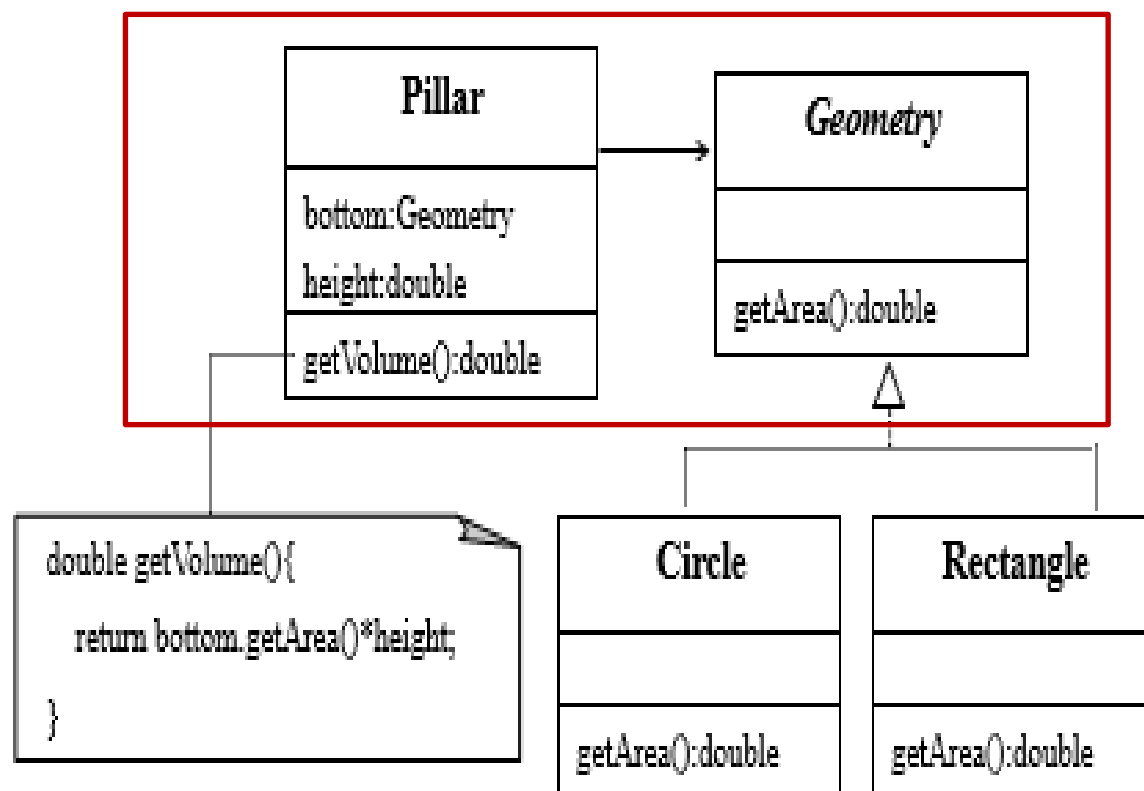 Pillar
bottom:Geometry
height:double
getVolume():double
Geometry
getArea():double
double getVolume(){
return bottom.getArea()*height;
}
Circle
getArea():double
Rectangle
getArea():double